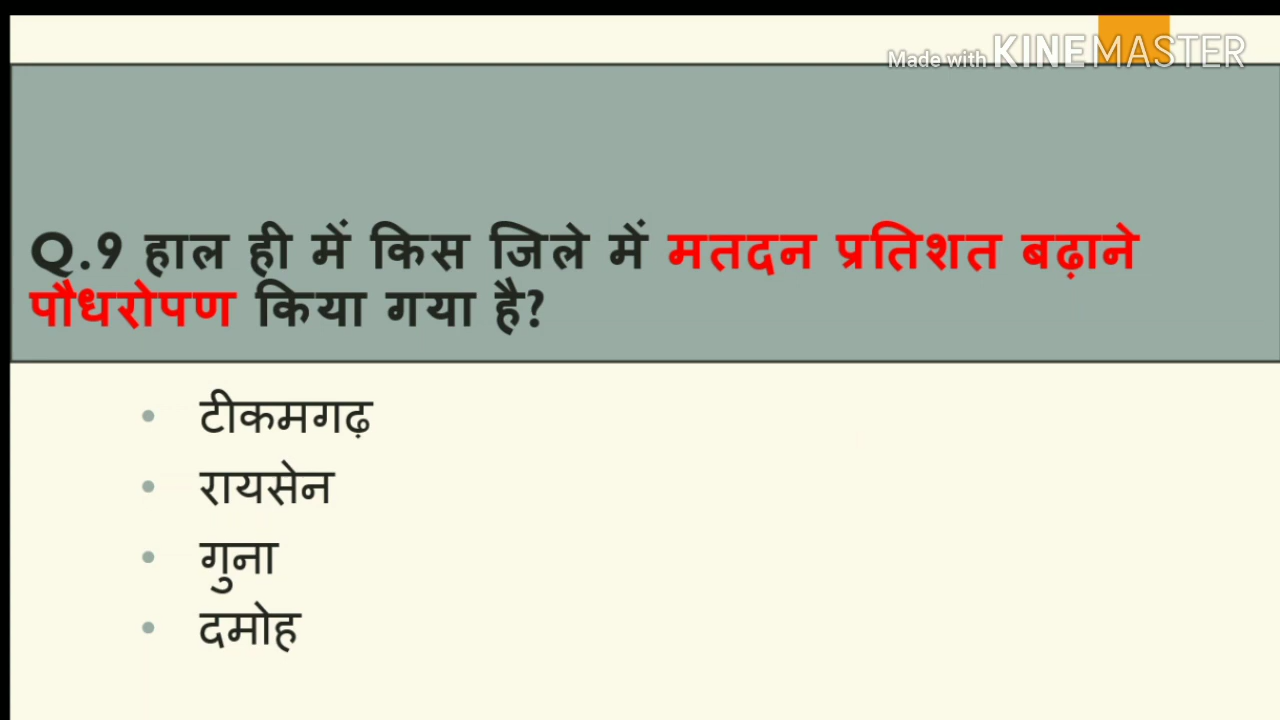 Made with KINEMASTER
Q.9 हाल ही में किस जिले में मतदन प्रतिशत बढ़ाने
पौधरोपण किया गया है?
• टीकमगढ़
• रायसेन
• गुना
• दमोह